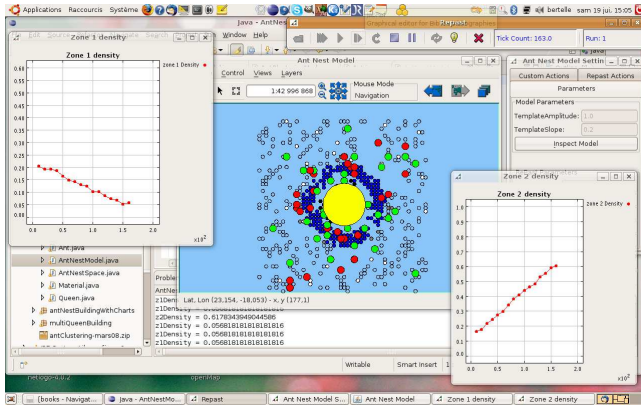 Applications Raccourcis Système
bertelle sam 19 jui, 15:05
Java - AntNes
Repast
Tick Count: 163.0
Run: 1
Window Help
Zone 1 density
Zone 1 density
zone 1 Density
0.60
0.55
0.50
0.45
0.40
0.35
0.30
0.25
0.20
0.15
0.10
0.05
0.00
0.0 0.5 1.0 1.5 2.0
x10²
Ant Nest Model
Control Views Layers
1:42 996 868
Mouse Mode
Navigation
Lat, Lon (23,154, -18,053) - x, y (177,1)
Ant Nest Model Settin
Custom Actions Repast Actions
Parameters
Model Parameters
TemplateAmplitude: 1.0
TemplateSlope: 0.2
Inspect Model
Zone 2 density
Zone 2 density
zone 2 Density
1.0
0.9
0.8
0.7
0.6
0.5
0.4
0.3
0.2
0.1
0.0
0.0 0.5 1.0 1.5 2.0
x10²
Ant.java
AntNestModel.java
AntNestSpace.java
Material.java
Queen.java
antNestBuildingWithCharts
multiQueenBuilding
antClustering-mars08.zip
Proble
AntNes
z1Den
z1Density = 0.05681818181818816
z2Density = 0.6178343949044586
z1Density = 0.05681818181818816
z1Density = 0.05681818181818816
z1Density = 0.05681818181818816
Writable Smart Insert
netlogo-4.0.2 openMap
[books - Navigat... Java - AntNestMo... Repast Ant Nest Model S... Ant Nest Model Zone 1 density Zone 2 density